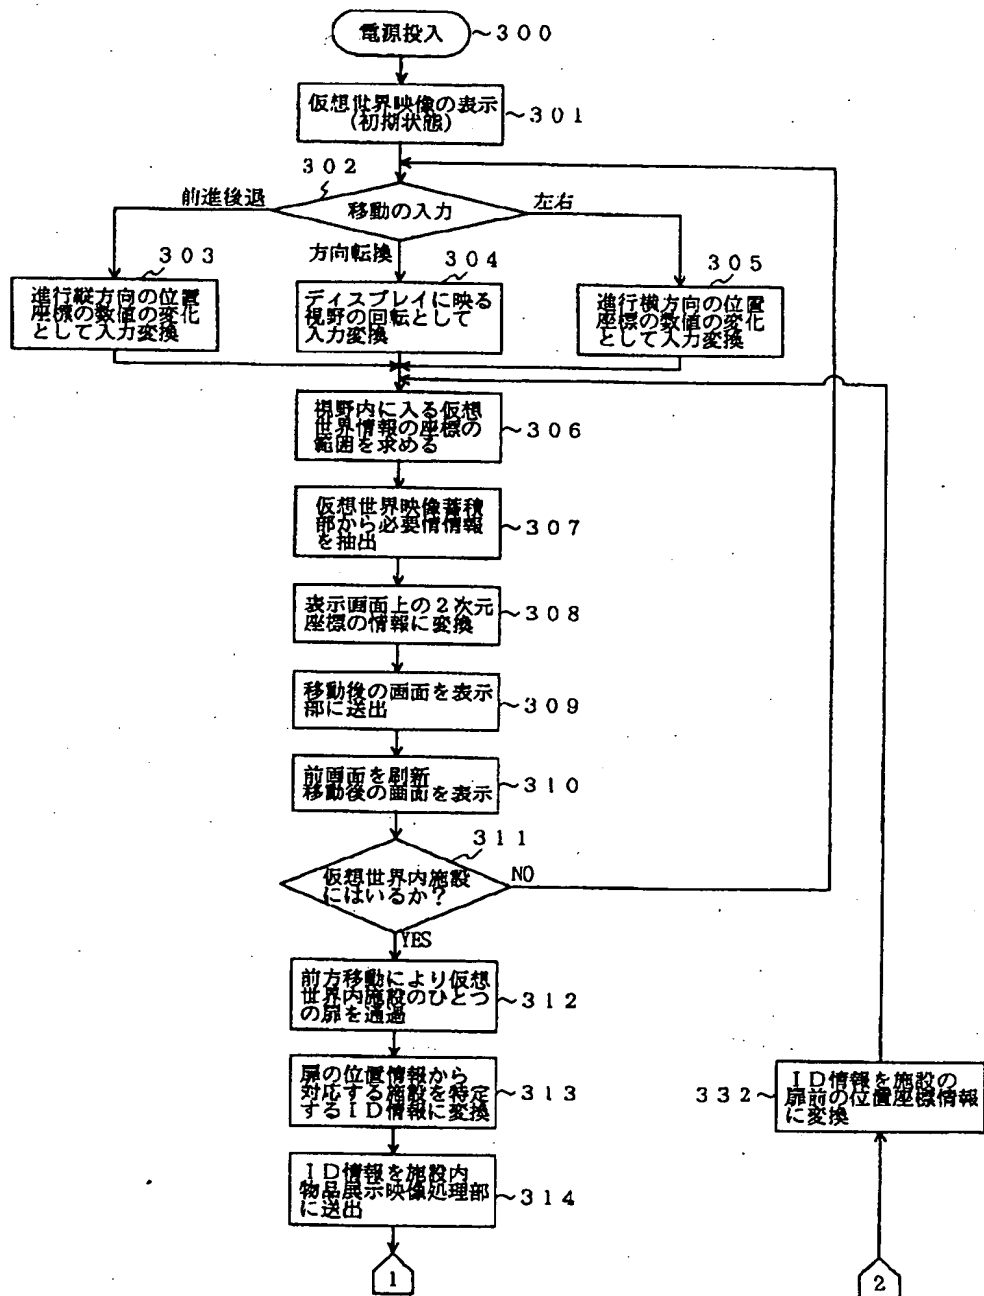 電源投入
~300
仮想世界映像の表示
(初期状態)
~301
302
移動の入力
前進後退
左右
方向転換
303
進行縦方向の位置
座標の数値の変化
として入力変換
304
ディスプレイに映る
視野の回転として
入力変換
305
進行横方向の位置
座標の数値の変化
として入力変換
視野内に入る仮想
世界情報の座標の
範囲を求める
~306
仮想世界映像蓄積
部から必要情情報
を抽出
~307
表示画面上の2次元
座標の情報に変換
~308
移動後の画面を表示
部に送出
~309
前画面を刷新
移動後の画面を表示
~310
311
仮想世界内施設
にはいるか?
NO
YES
前方移動により仮想
世界内施設のひとつ
の扉を通過
~312
扉の位置情報から
対応する施設を特定
するID情報に変換
~313
ID情報を施設内
物品展示映像処理部
に送出
~314
332~
ID情報を施設の
扉前の位置座標情報
に変換
1
2